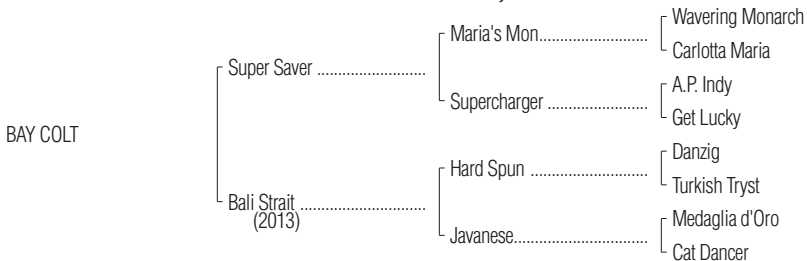 Wavering Monarch
Maria's Mon..............................
Carlotta Maria
Super Saver ..............................
A.P. Indy
Supercharger ............................
Get Lucky
BAY COLT
Danzig
Hard Spun ................................
Turkish Tryst
Bali Strait ..................................
(2013)
Medaglia d'Oro
Javanese.....................................
Cat Dancer